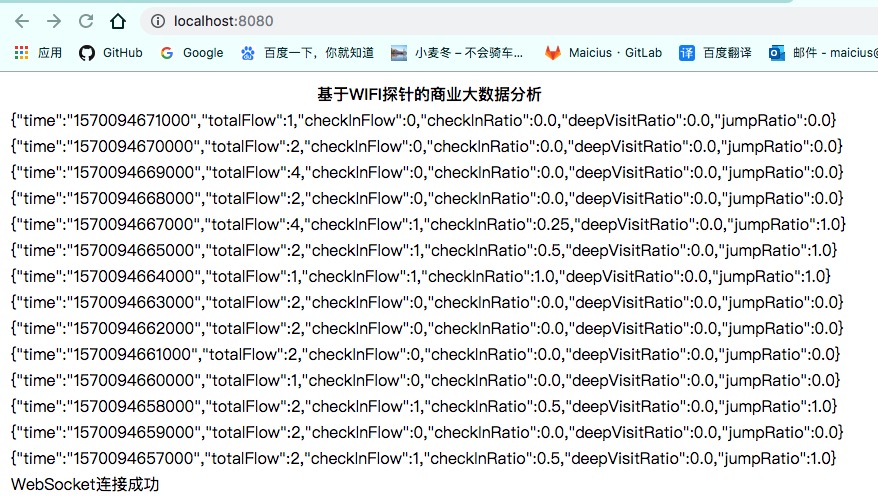 localhost:8080
应用 GitHub Google 百度一下，你就知道 小麦冬 – 不会骑车... Maicius · GitLab 译 百度翻译 邮件 - maicius@
基于WIFI探针的商业大数据分析
{"time":"1570094671000","totalFlow":1,"checkInFlow":0,"checkInRatio":0.0,"deepVisitRatio":0.0,"jumpRatio":0.0}
{"time":"1570094670000","totalFlow":2,"checkInFlow":0,"checkInRatio":0.0,"deepVisitRatio":0.0,"jumpRatio":0.0}
{"time":"1570094669000","totalFlow":4,"checkInFlow":0,"checkInRatio":0.0,"deepVisitRatio":0.0,"jumpRatio":0.0}
{"time":"1570094668000","totalFlow":2,"checkInFlow":0,"checkInRatio":0.0,"deepVisitRatio":0.0,"jumpRatio":0.0}
{"time":"1570094667000","totalFlow":4,"checkInFlow":1,"checkInRatio":0.25,"deepVisitRatio":0.0,"jumpRatio":1.0}
{"time":"1570094665000","totalFlow":2,"checkInFlow":1,"checkInRatio":0.5,"deepVisitRatio":0.0,"jumpRatio":1.0}
{"time":"1570094664000","totalFlow":1,"checkInFlow":1,"checkInRatio":1.0,"deepVisitRatio":0.0,"jumpRatio":1.0}
{"time":"1570094663000","totalFlow":2,"checkInFlow":0,"checkInRatio":0.0,"deepVisitRatio":0.0,"jumpRatio":0.0}
{"time":"1570094662000","totalFlow":2,"checkInFlow":0,"checkInRatio":0.0,"deepVisitRatio":0.0,"jumpRatio":0.0}
{"time":"1570094661000","totalFlow":2,"checkInFlow":0,"checkInRatio":0.0,"deepVisitRatio":0.0,"jumpRatio":0.0}
{"time":"1570094660000","totalFlow":1,"checkInFlow":0,"checkInRatio":0.0,"deepVisitRatio":0.0,"jumpRatio":0.0}
{"time":"1570094658000","totalFlow":2,"checkInFlow":1,"checkInRatio":0.5,"deepVisitRatio":0.0,"jumpRatio":1.0}
{"time":"1570094659000","totalFlow":2,"checkInFlow":0,"checkInRatio":0.0,"deepVisitRatio":0.0,"jumpRatio":0.0}
{"time":"1570094657000","totalFlow":2,"checkInFlow":1,"checkInRatio":0.5,"deepVisitRatio":0.0,"jumpRatio":1.0}
WebSocket连接成功